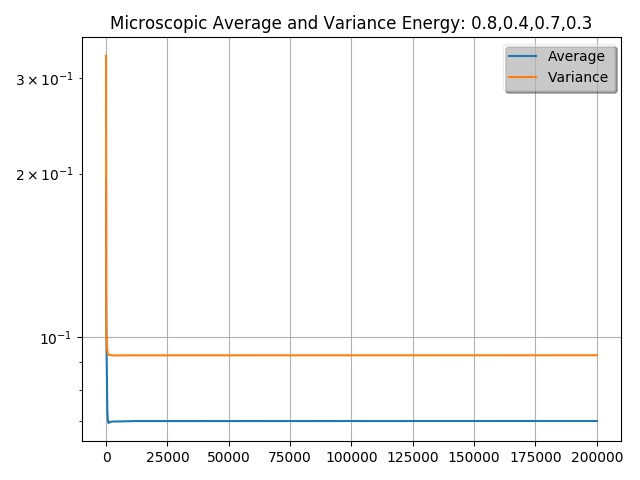 Microscopic Average and Variance Energy: 0.8,0.4,0.7,0.3
Average
Variance
3 × 10⁻¹
2 × 10⁻¹
10⁻¹
0 25000 50000 75000 100000 125000 150000 175000 200000